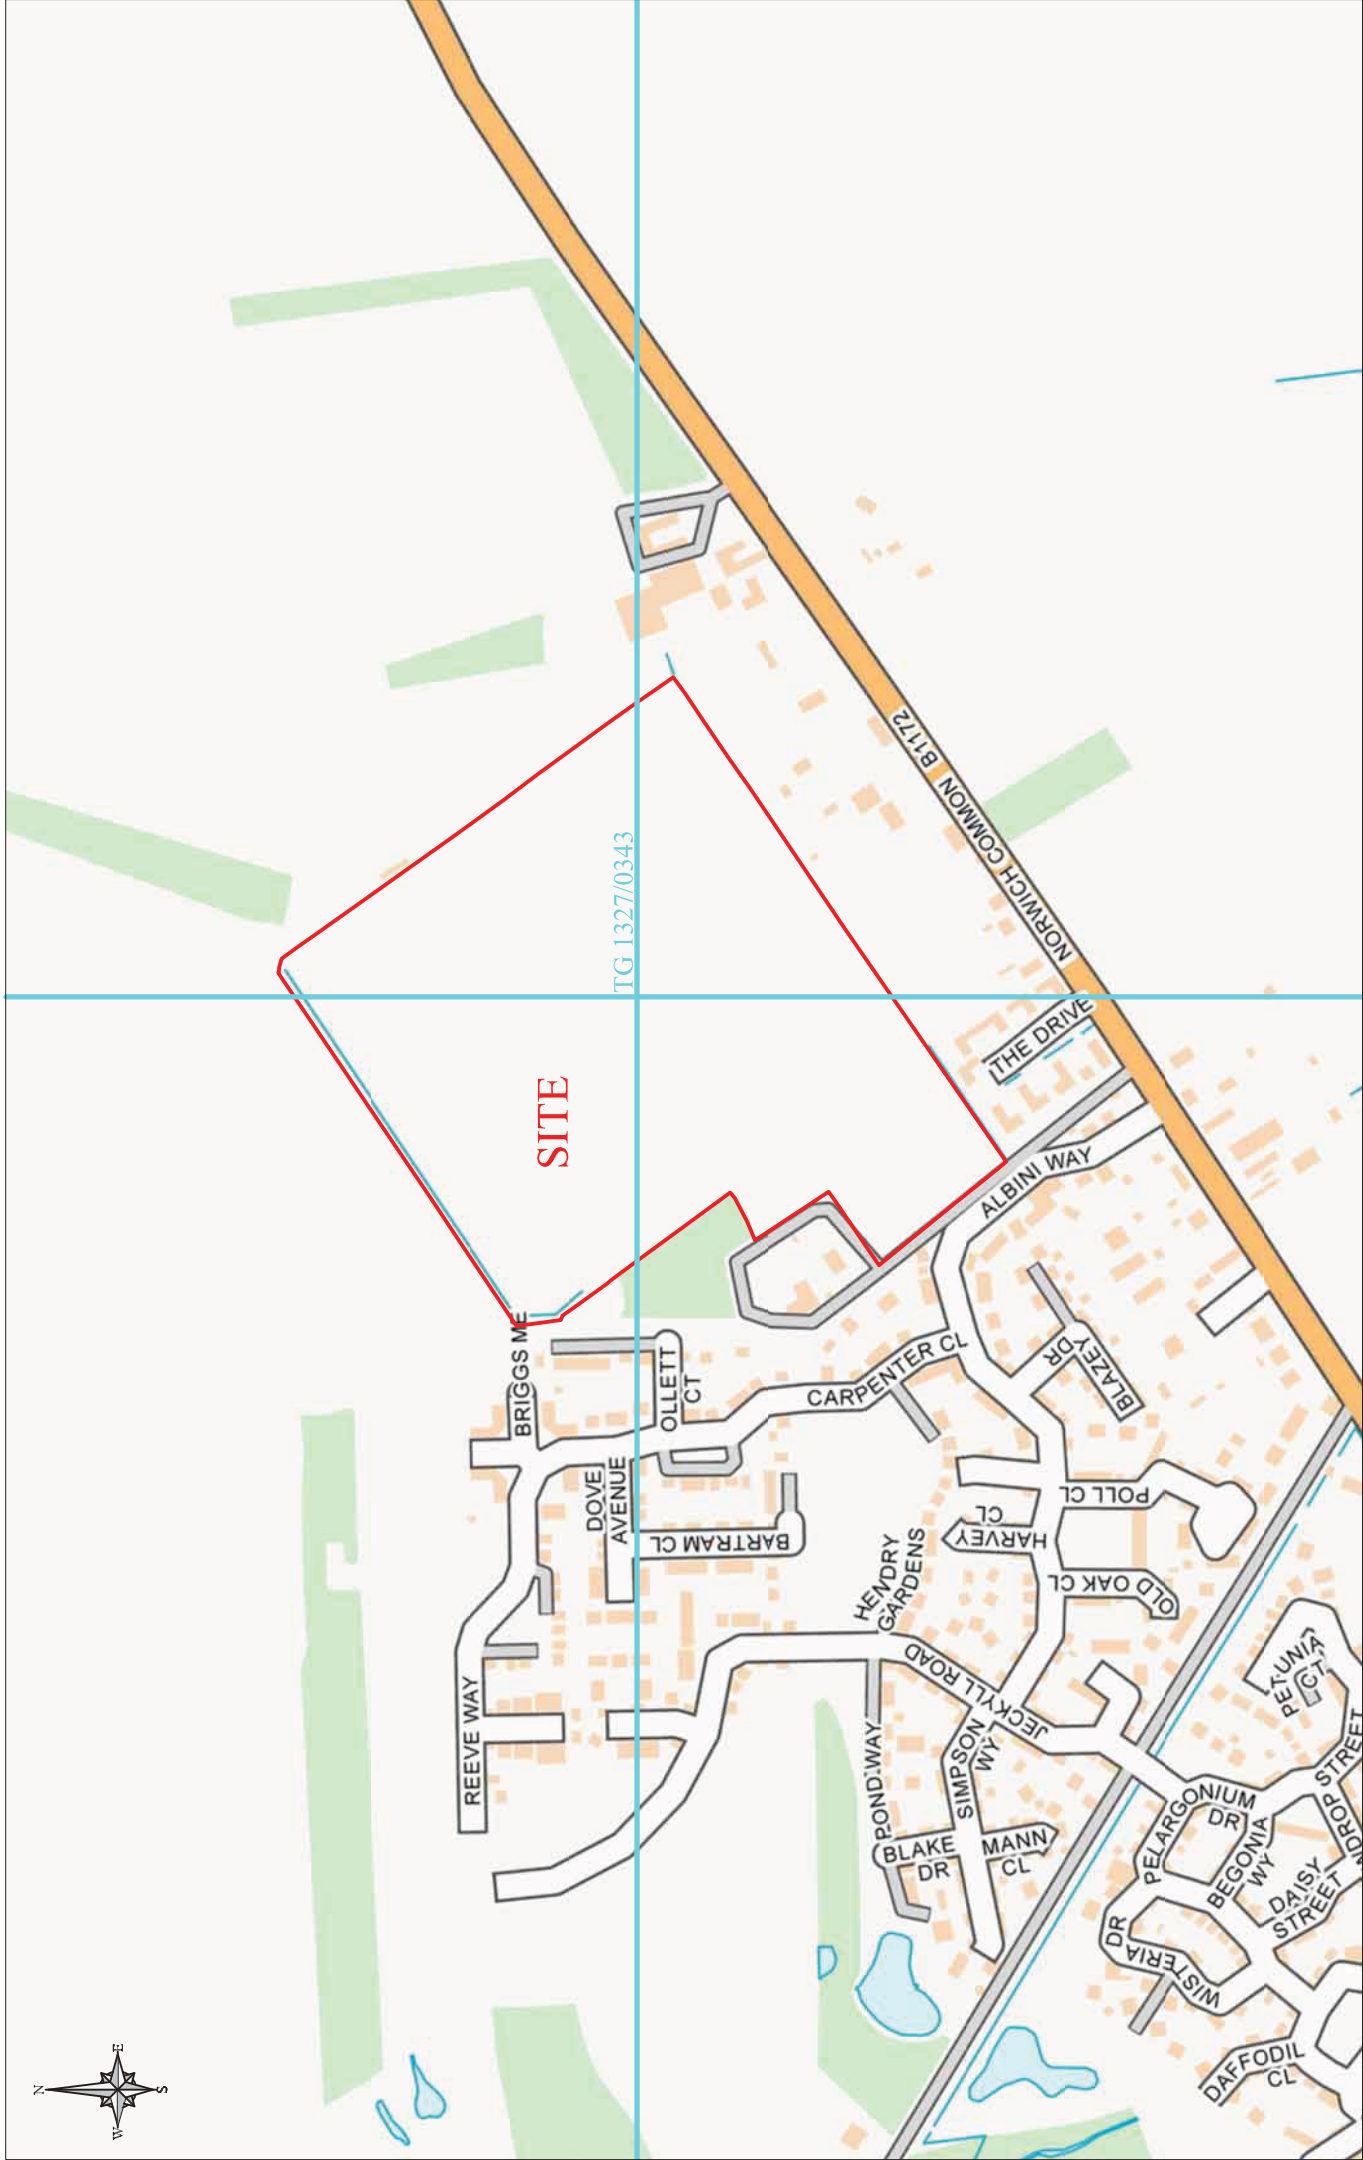 N
E
S
W
TG 1327/0343
SITE
NORWICH COMMON B1172
THE DRIVE
ALBINI WAY
BRIGGS ME
OLLETT
CT
CARPENTER CL
BLAZEY
DR
DOVE
AVENUE
BARTRAM CL
POLL CL
HARVEY
CL
OLD OAK CL
HENDRY
GARDENS
REEVE WAY
JECKYLL ROAD
POND WAY
SIMPSON
WY
BLAKE
DR
MANN
CL
PETUNIA
CT
PELARGONIUM
DR
BEGONIA
WY
NDROP STREET
DAISY
STREET
WISTERIA
DR
DAFFODIL
CL